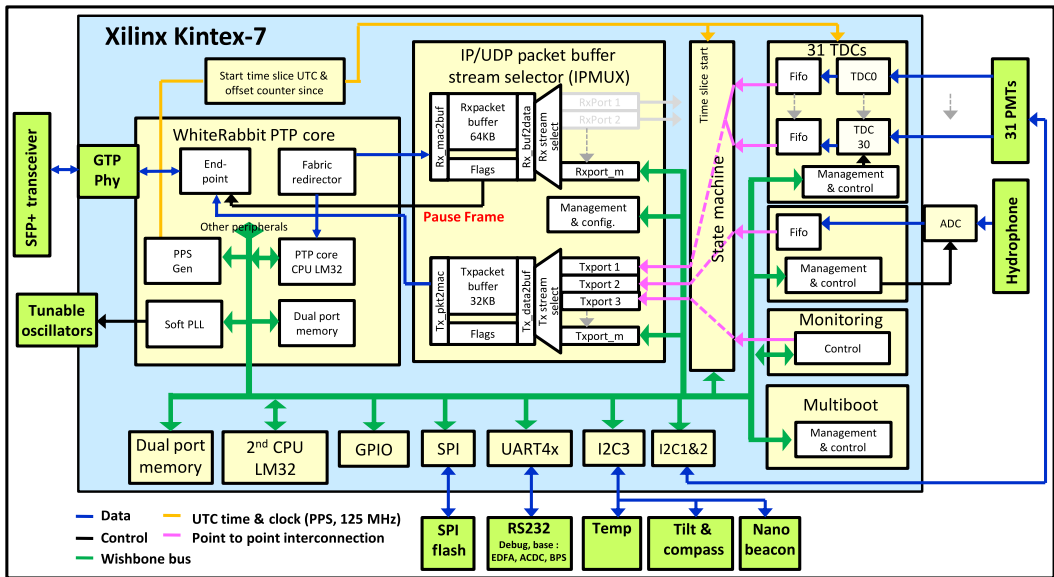 Xilinx Kintex-7
Start time slice UTC &
offset counter since
IP/UDP packet buffer
stream selector (IPMUX)
Rx_mac2buf
Rxpacket
buffer
64KB
Flags
Rx_buf2data
Rx stream
select
RxPort 1
RxPort 2
Rxport_m
Pause Frame
Management
& config.
Tx_pkt2mac
Txpacket
buffer
32KB
Flags
Tx_data2buf
Tx stream
select
Txport 1
Txport 2
Txport 3
Txport_m
Time slice start
State machine
31 TDCs
Fifo
TDC0
Fifo
TDC
30
Management
& control
31 PMTs
Fifo
ADC
Management
& control
Hydrophone
Monitoring
Control
Multiboot
Management
& control
SFP+ transceiver
GTP
Phy
WhiteRabbit PTP core
End-
point
Fabric
redirector
Other peripherals
PPS
Gen
PTP core
CPU LM32
Soft PLL
Dual port
memory
Tunable
oscillators
Dual port
memory
2nd CPU
LM32
GPIO
SPI
UART4x
I2C3
I2C1&2
SPI
flash
RS232
Debug, base :
EDFA, ACDC, BPS
Temp
Tilt &
compass
Nano
beacon
Data
UTC time & clock (PPS, 125 MHz)
Control
Point to point interconnection
Wishbone bus